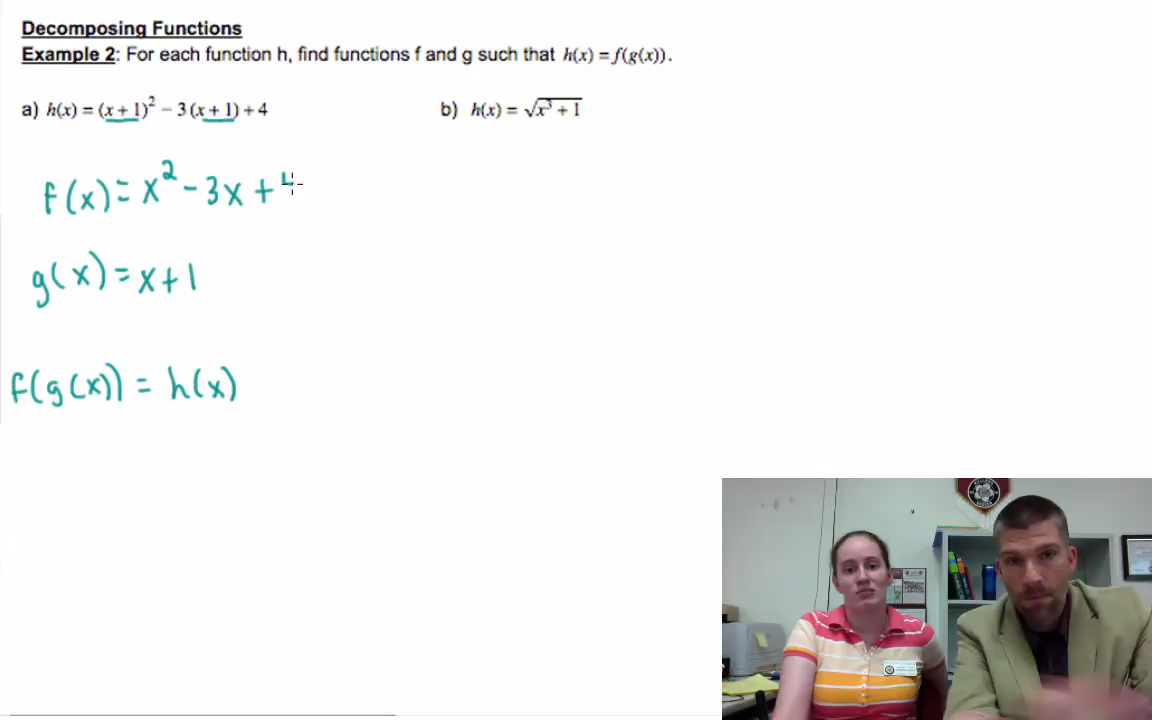 Decomposing Functions
Example 2: For each function h, find functions f and g such that h(x) = f(g(x)).
a) h(x) = (x + 1)² − 3(x + 1) + 4
b) h(x) = √x³ + 1
f(x) = x² - 3x + 4
g(x) = x + 1
f(g(x)) = h(x)